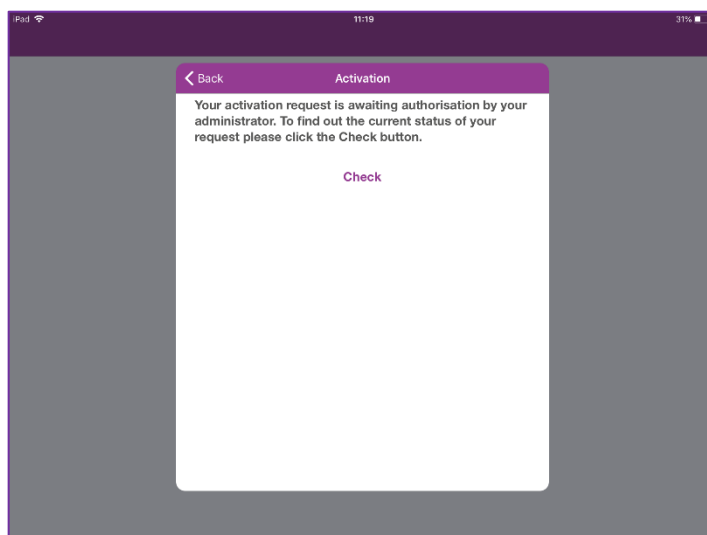 iPad 11:19 31%
Back Activation
Your activation request is awaiting authorisation by your
administrator. To find out the current status of your
request please click the Check button.
Check